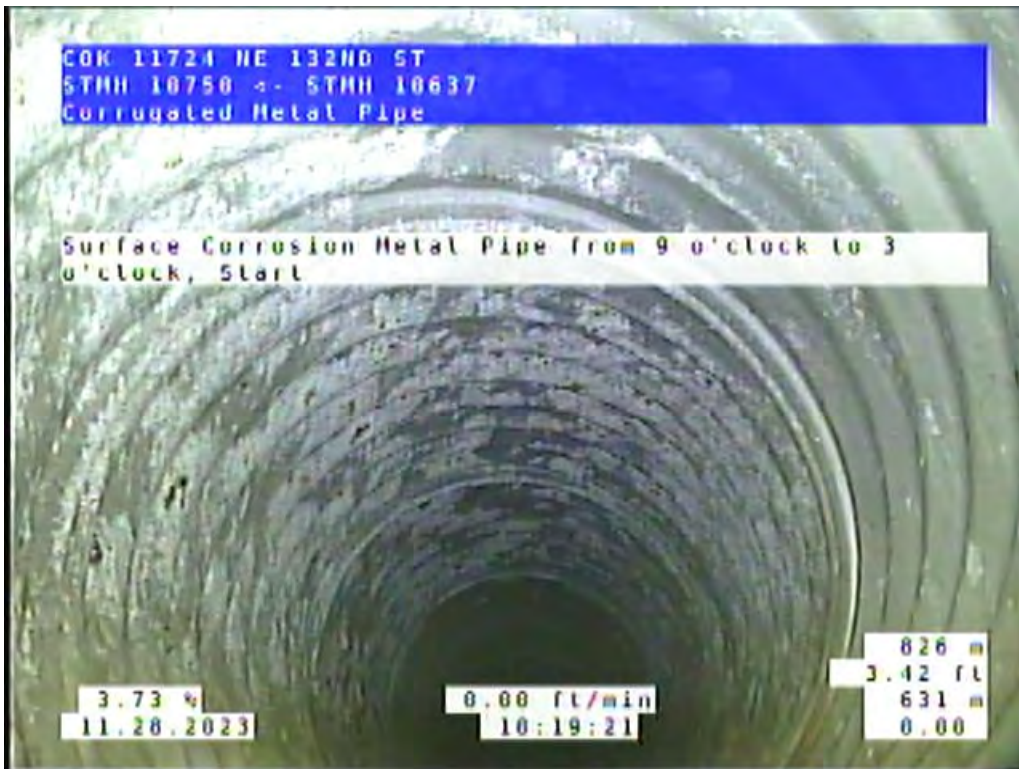 COK 11724 NE 132ND ST
STMH 10750 <- STMH 10637
Corrugated Metal Pipe
Surface Corrosion Metal Pipe from 9 o'clock to 3
o'clock, Start
826 m
3.42 ft
3.73 %
0.00 ft/min
631 m
11.28.2023
10:19:21
0.00